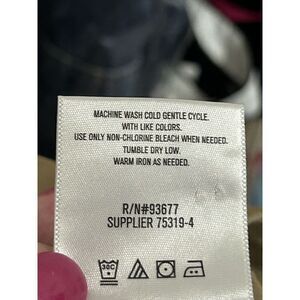 MACHINE WASH COLD GENTLE CYCLE.
WITH LIKE COLORS.
USE ONLY NON-CHLORINE BLEACH WHEN NEEDED.
TUMBLE DRY LOW.
WARM IRON AS NEEDED.
R/N#93677
SUPPLIER 75319-4
30C